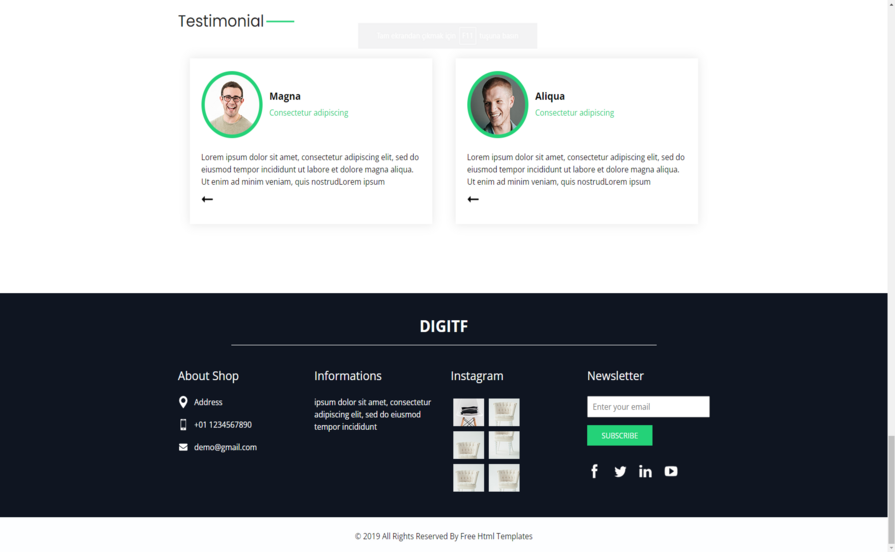 Testimonial
Magna
Consectetur adipiscing
Lorem ipsum dolor sit amet, consectetur adipiscing elit, sed do
eiusmod tempor incididunt ut labore et dolore magna aliqua.
Ut enim ad minim veniam, quis nostrudLorem ipsum
Aliqua
Consectetur adipiscing
Lorem ipsum dolor sit amet, consectetur adipiscing elit, sed do
eiusmod tempor incididunt ut labore et dolore magna aliqua.
Ut enim ad minim veniam, quis nostrudLorem ipsum
DIGITF
About Shop
Address
+01 1234567890
demo@gmail.com
Informations
ipsum dolor sit amet, consectetur
adipiscing elit, sed do eiusmod
tempor incididunt
Instagram
Newsletter
Enter your email
SUBSCRIBE
© 2019 All Rights Reserved By Free Html Templates